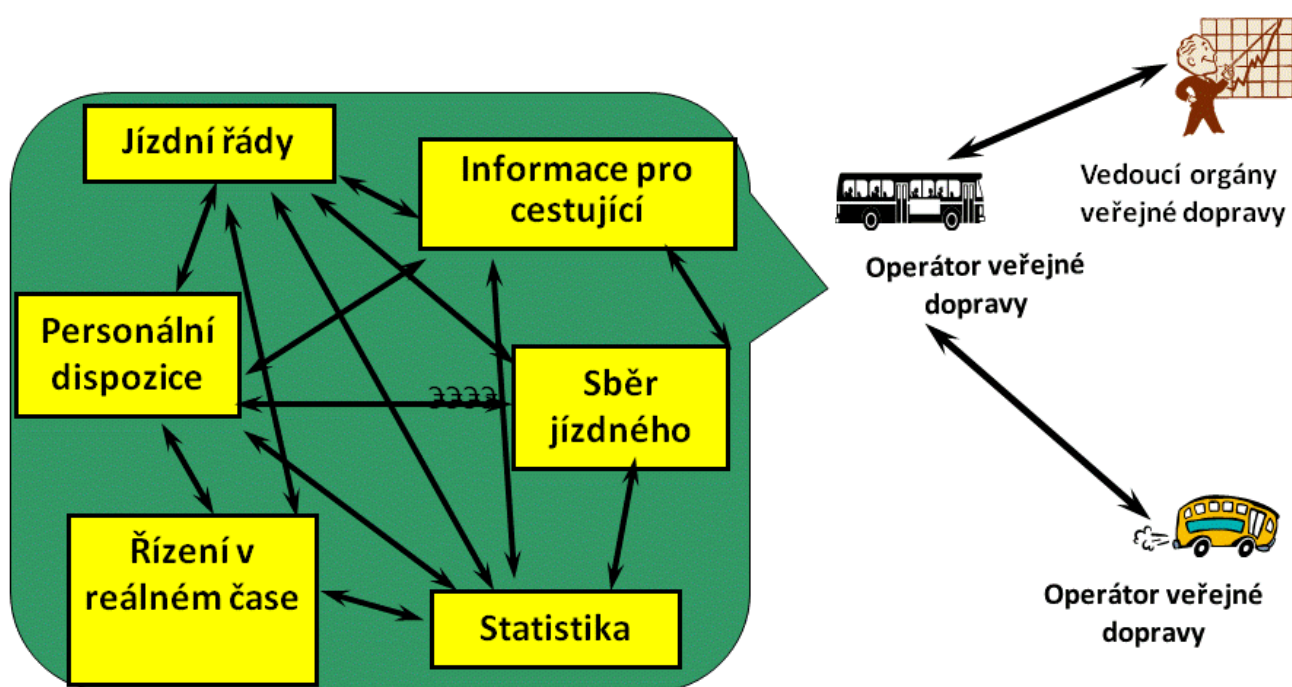 Jízdní řády
Informace pro
cestující
Personální
dispozice
ээээ
Sběr
jízdného
Řízení v
reálném čase
Statistika
Vedoucí orgány
veřejné dopravy
Operátor veřejné
dopravy
Operátor veřejné
dopravy